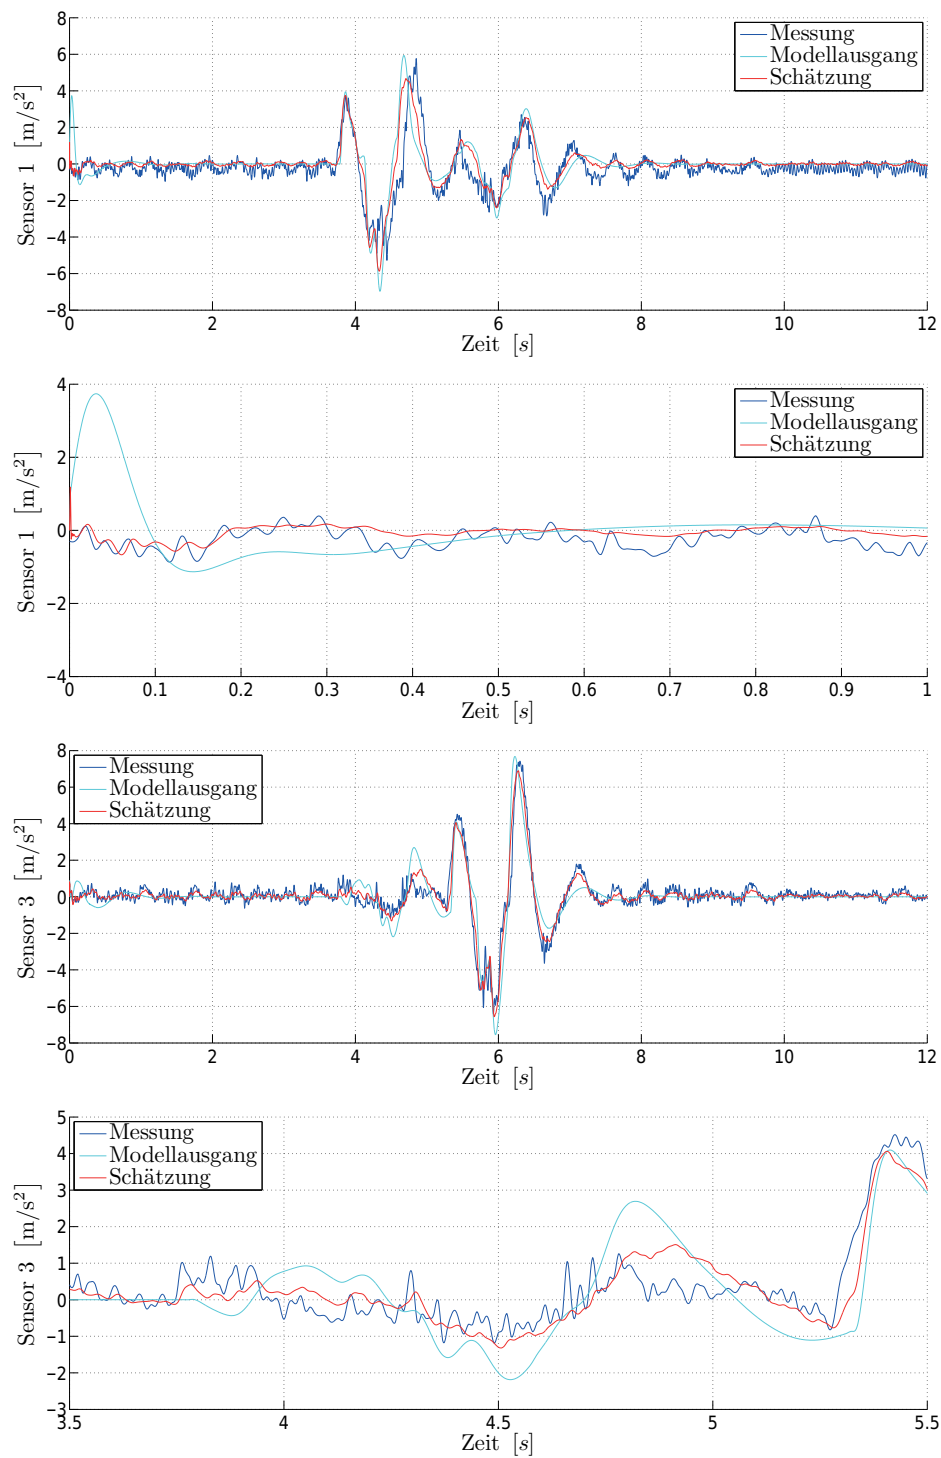 8
6
4
2
0
−2
−4
−6
−8
Sensor 1 [m/s²]
Messung
Modellausgang
Schätzung
0 2 4 6 8 10 12
Zeit [s]
4
2
0
−2
−4
Sensor 1 [m/s²]
Messung
Modellausgang
Schätzung
0 0.1 0.2 0.3 0.4 0.5 0.6 0.7 0.8 0.9 1
Zeit [s]
8
6
4
2
0
−2
−4
−6
−8
Sensor 3 [m/s²]
Messung
Modellausgang
Schätzung
0 2 4 6 8 10 12
Zeit [s]
5
4
3
2
1
0
−1
−2
−3
Sensor 3 [m/s²]
Messung
Modellausgang
Schätzung
3.5 4 4.5 5 5.5
Zeit [s]